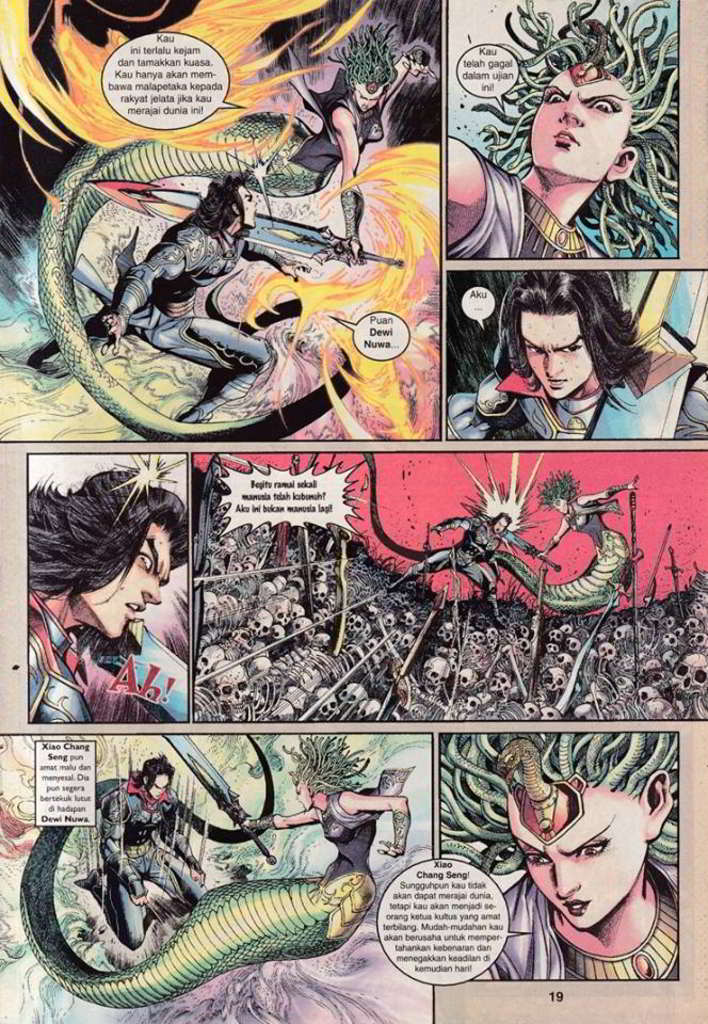 Kau
ini terlalu kejam
dan tamakkan kuasa.
Kau hanya akan mem-
bawa malapetaka kepada
rakyat jelata jika kau
merajai dunia ini!
Puan
Dewi
Nuwa...
Kau
telah gagal
dalam ujian
ini!
Aku
...
Ah!
Begitu ramai sekali
manusia telah kubunuh?
Aku ini bukan manusia lagi!
Xiao Chang
Seng pun
amat malu dan
menyesal. Dia
pun segera
bertekuk lutut
di hadapan
Dewi Nuwa.
Xiao
Chang Seng!
Sungguhpun kau tidak
akan dapat merajai dunia,
tetapi kau akan menjadi se-
orang ketua kultus yang amat
terbilang. Mudah-mudahan kau
akan berusaha untuk memper-
tahankan kebenaran dan
menegakkan keadilan di
kemudian hari!
19